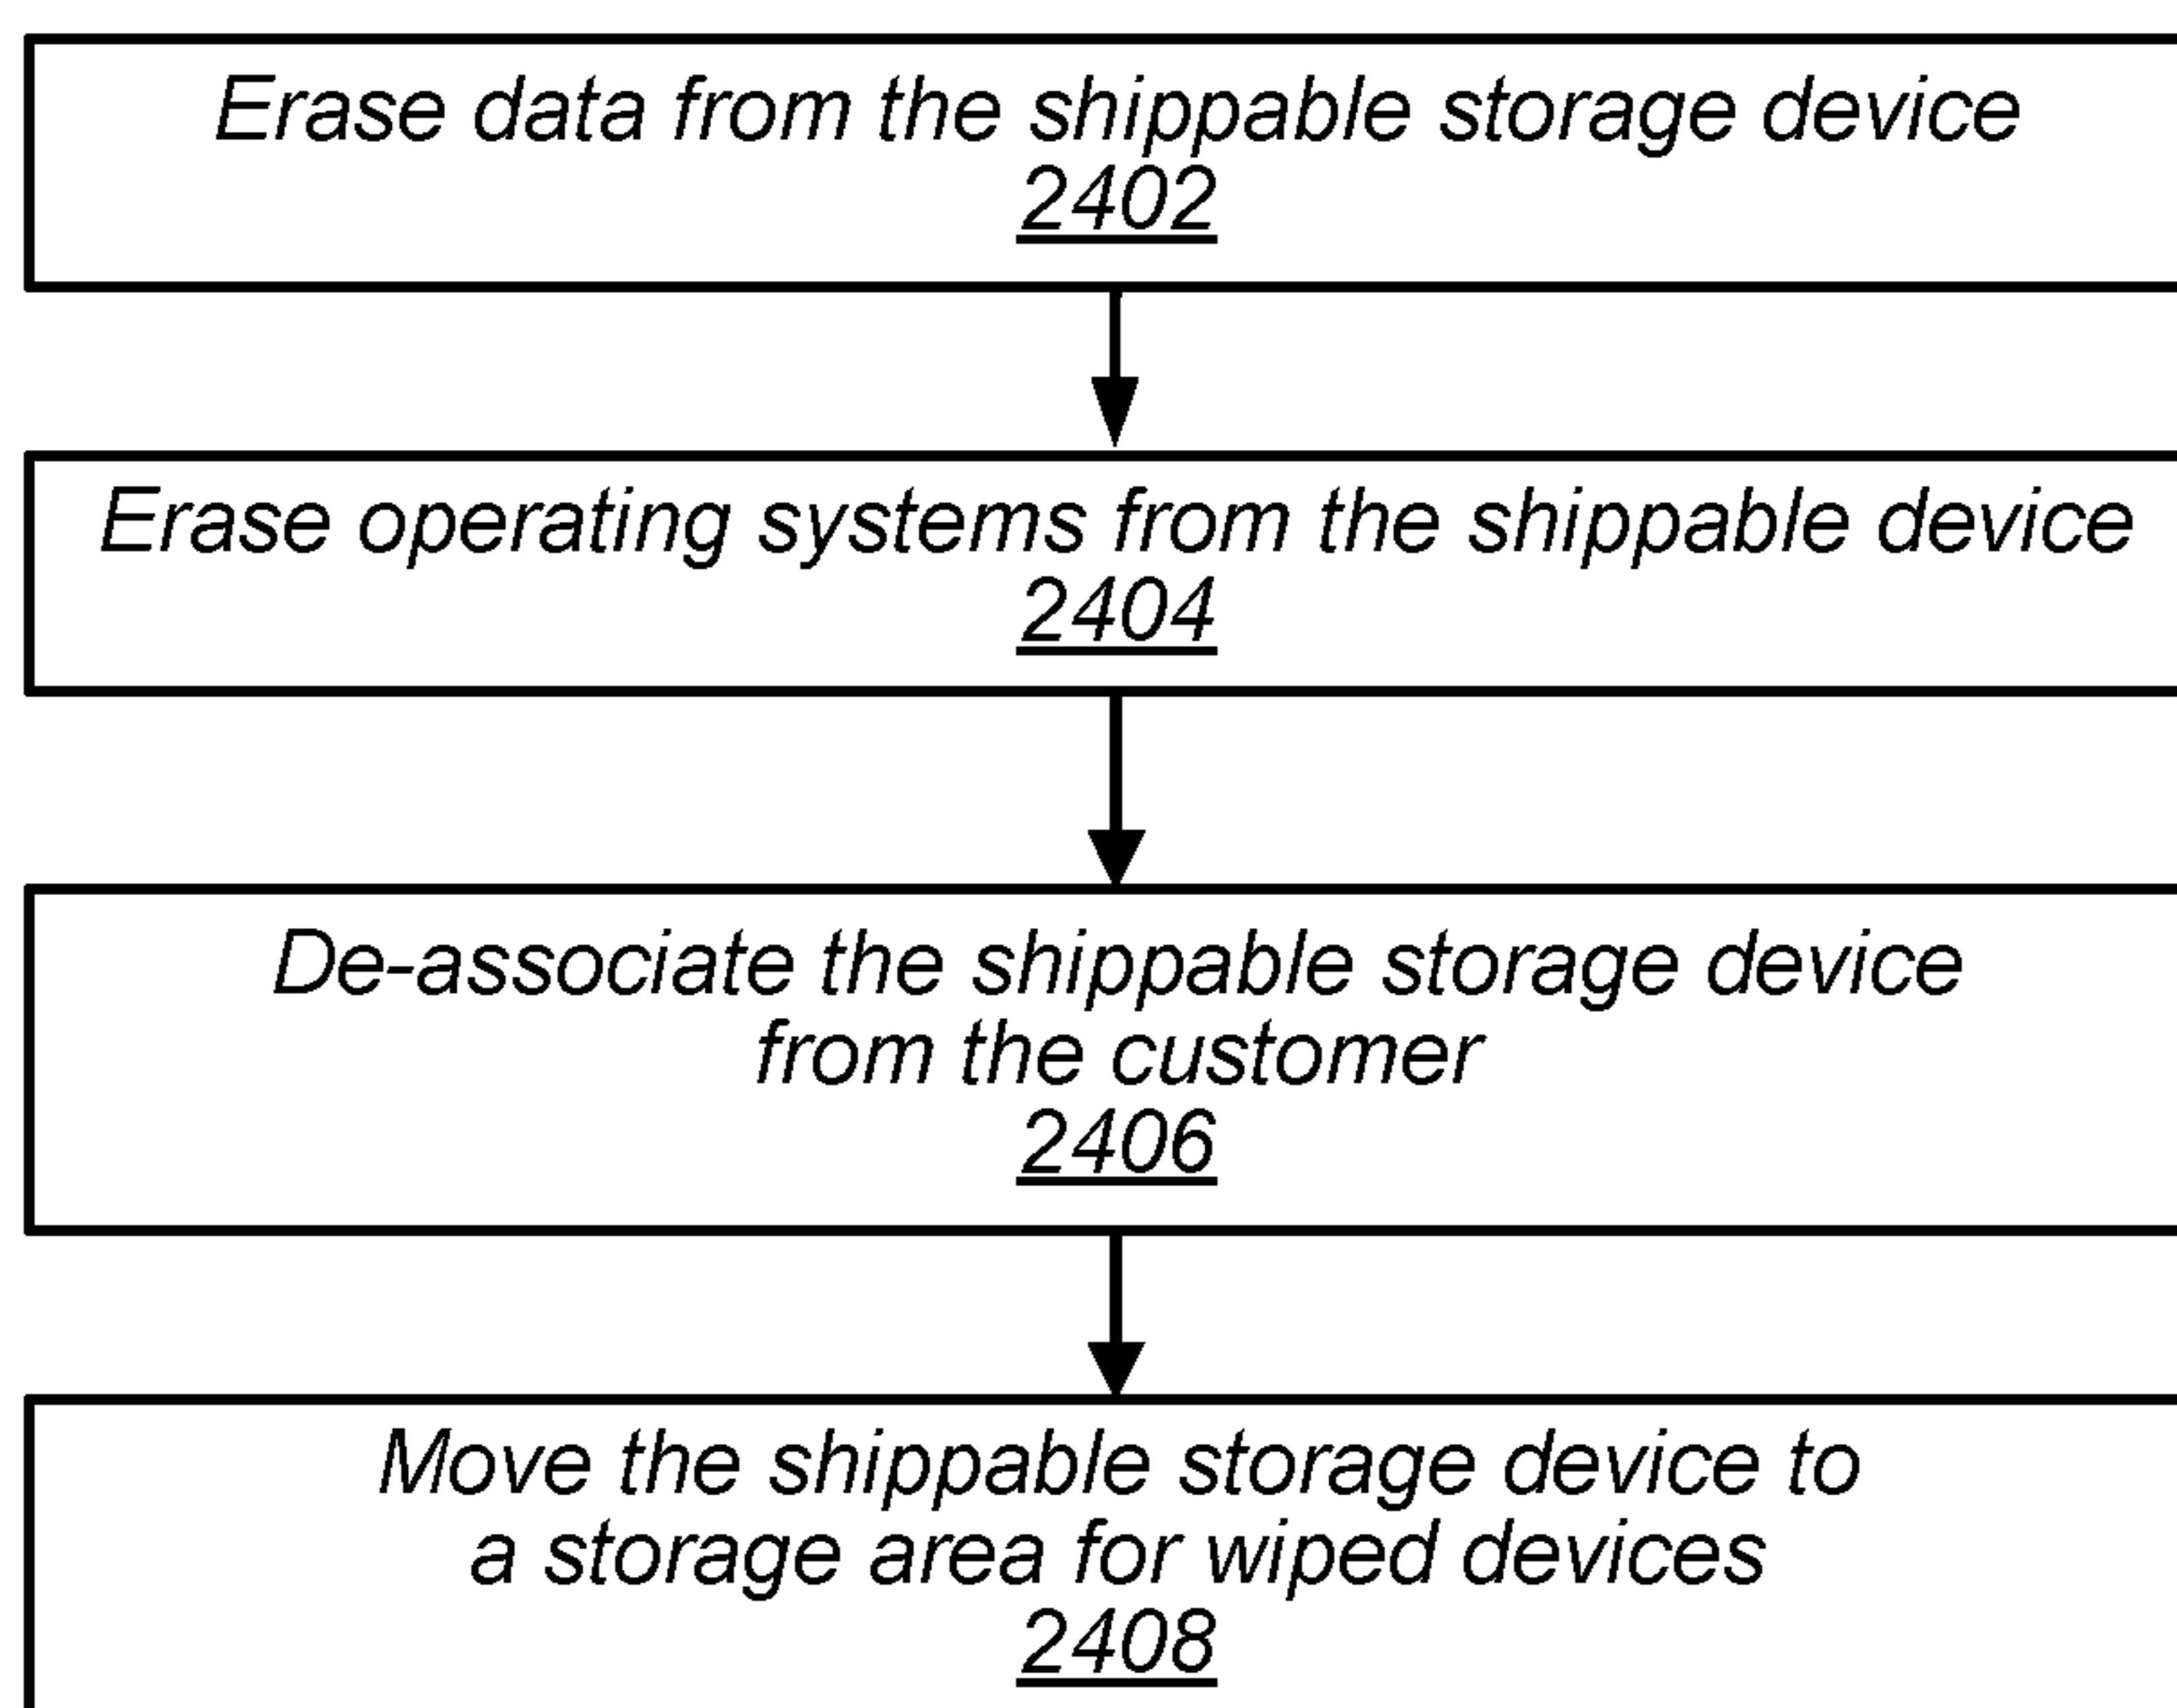 Erase data from the shippable storage device
2402
Erase operating systems from the shippable device
2404
De-associate the shippable storage device
from the customer
2406
Move the shippable storage device to
a storage area for wiped devices
2408